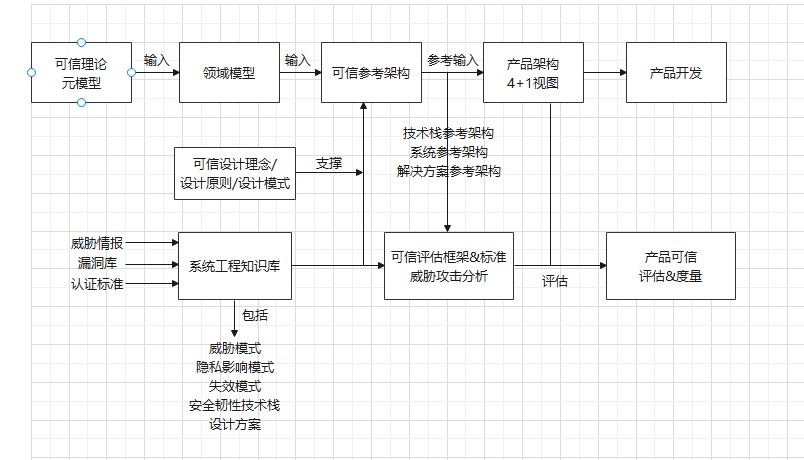 可信理论
元模型
输入
领域模型
输入
可信参考架构
参考输入
产品架构
4+1视图
产品开发
技术栈参考架构
系统参考架构
解决方案参考架构
可信设计理念/
设计原则/设计模式
支撑
威胁情报
漏洞库
认证标准
系统工程知识库
可信评估框架&标准
威胁攻击分析
评估
产品可信
评估&度量
包括
威胁模式
隐私影响模式
失效模式
安全韧性技术栈
设计方案